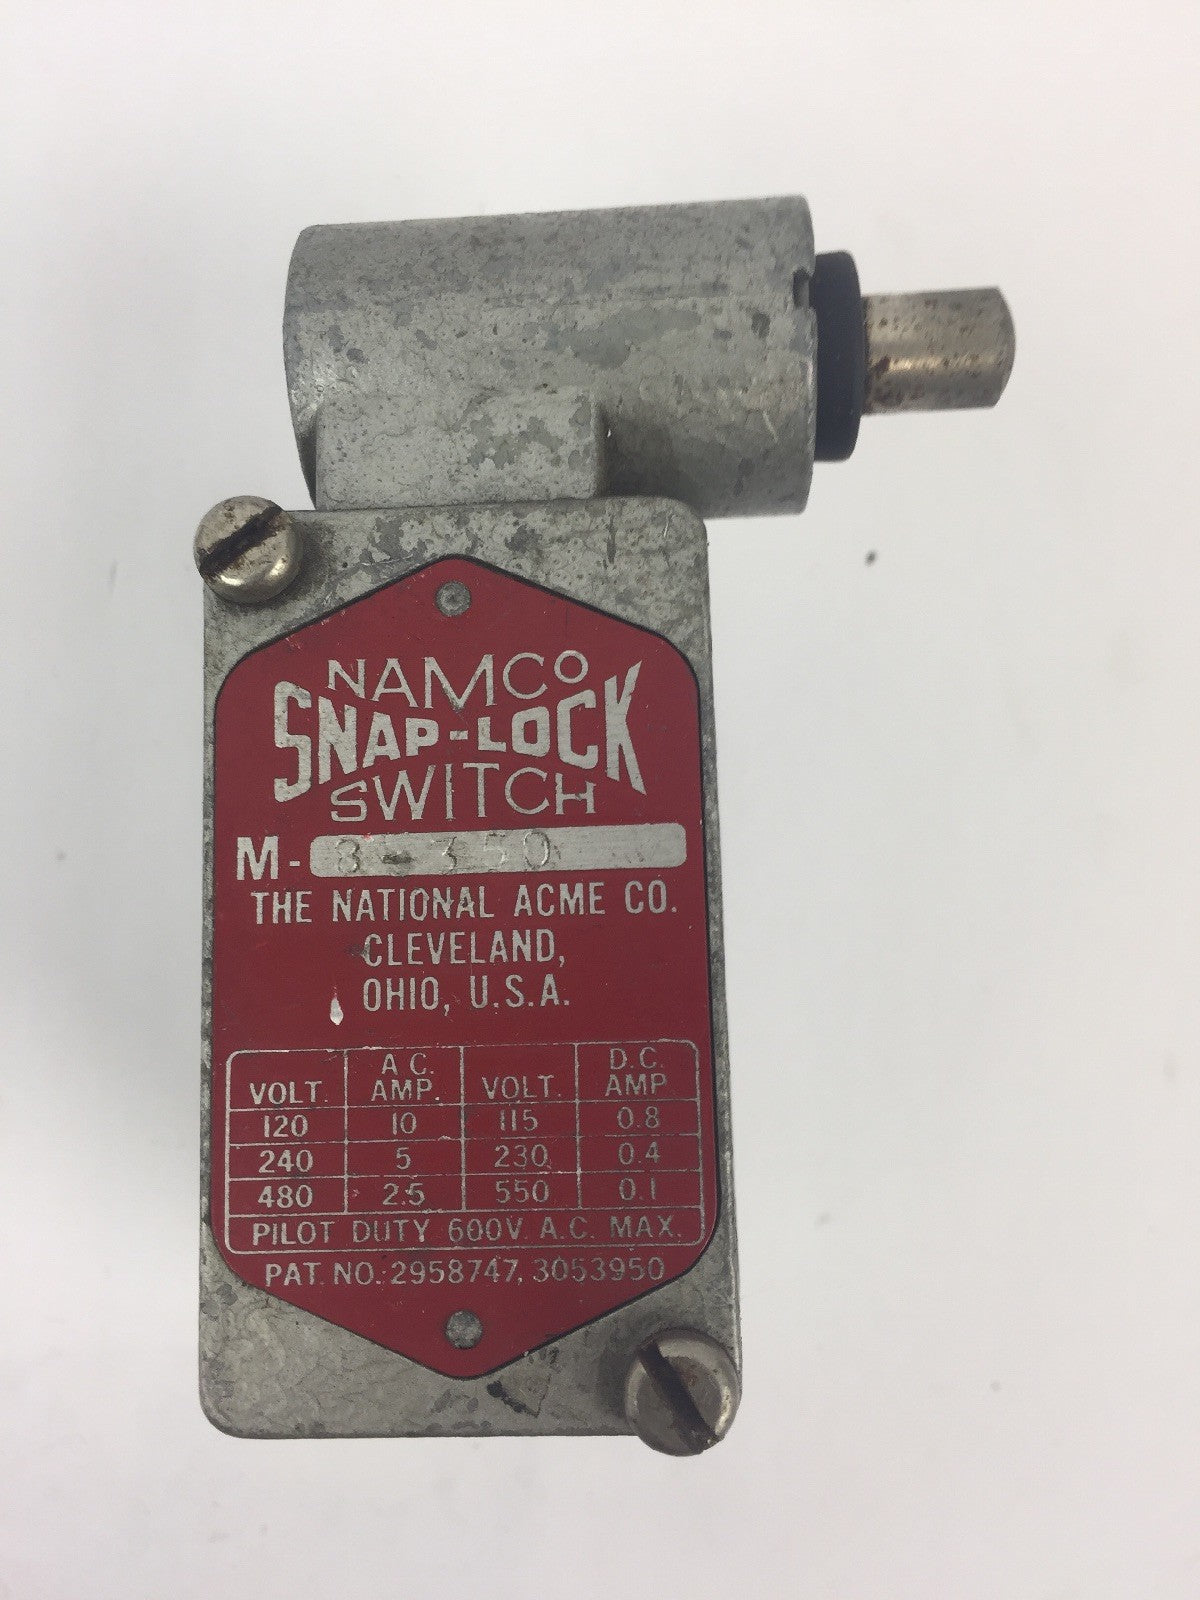 NAMCO
SNAP-LOCK
SWITCH
M- 8-350
THE NATIONAL ACME CO.
CLEVELAND,
OHIO, U.S.A.
VOLT. A C. AMP. VOLT. D.C. AMP
120 10 115 0.8
240 5 230 0.4
480 2.5 550 0.1
PILOT DUTY 600V. A.C. MAX.
PAT. NO.: 2958747, 3053950